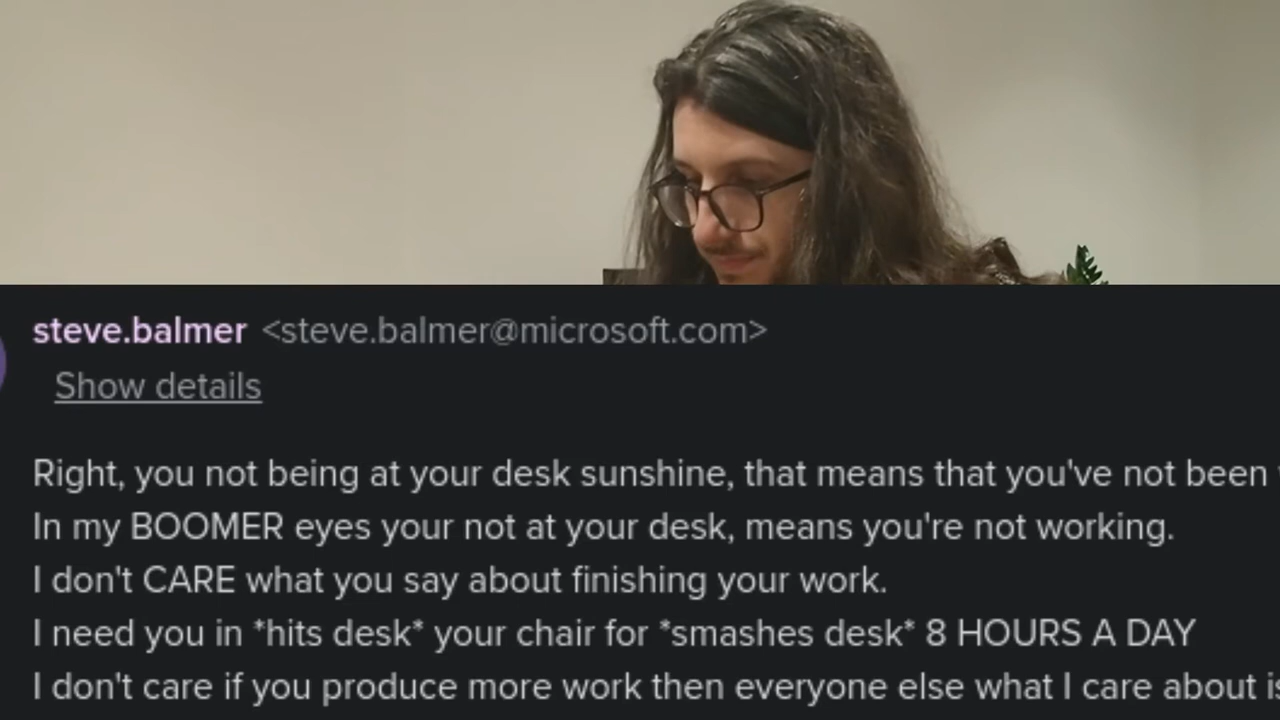 steve.balmer <steve.balmer@microsoft.com>
Show details
Right, you not being at your desk sunshine, that means that you've not been
In my BOOMER eyes your not at your desk, means you're not working.
I don't CARE what you say about finishing your work.
I need you in *hits desk* your chair for *smashes desk* 8 HOURS A DAY
I don't care if you produce more work then everyone else what I care about is